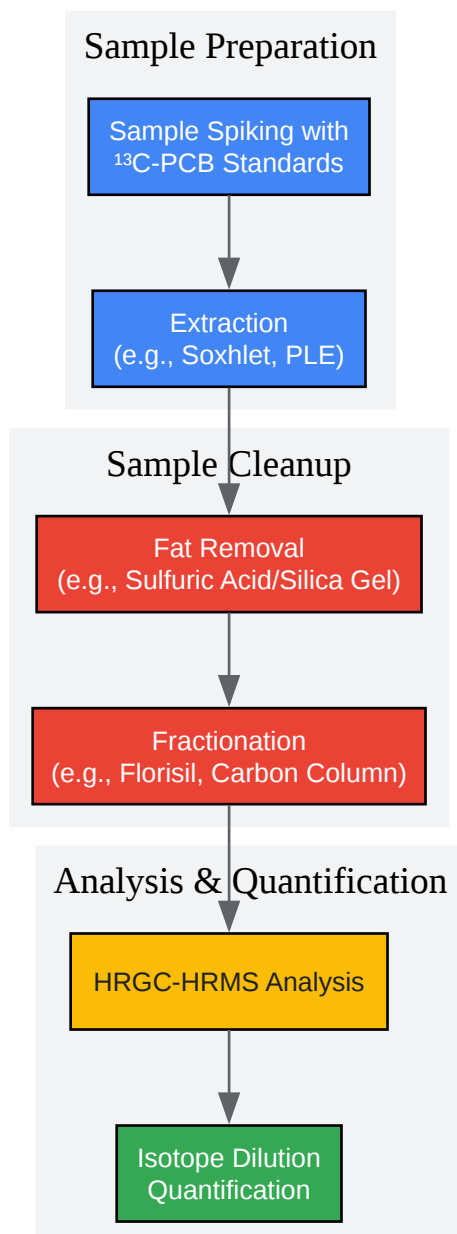 Sample Preparation
Sample Spiking with
¹³C-PCB Standards
Extraction
(e.g., Soxhlet, PLE)
Sample Cleanup
Fat Removal
(e.g., Sulfuric Acid/Silica Gel)
Fractionation
(e.g., Florisil, Carbon Column)
Analysis & Quantification
HRGC-HRMS Analysis
Isotope Dilution
Quantification